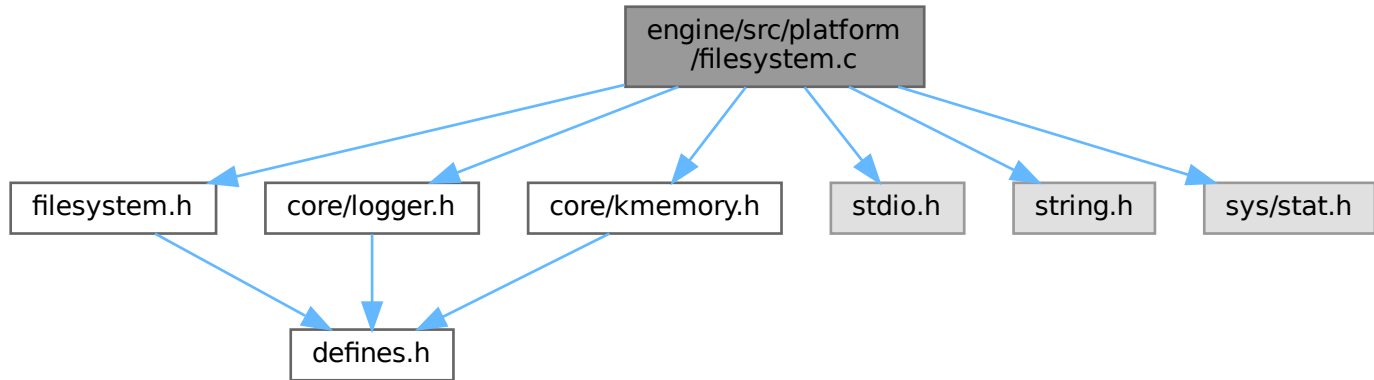 engine/src/platform
/filesystem.c
filesystem.h
core/logger.h
core/kmemory.h
stdio.h
string.h
sys/stat.h
defines.h